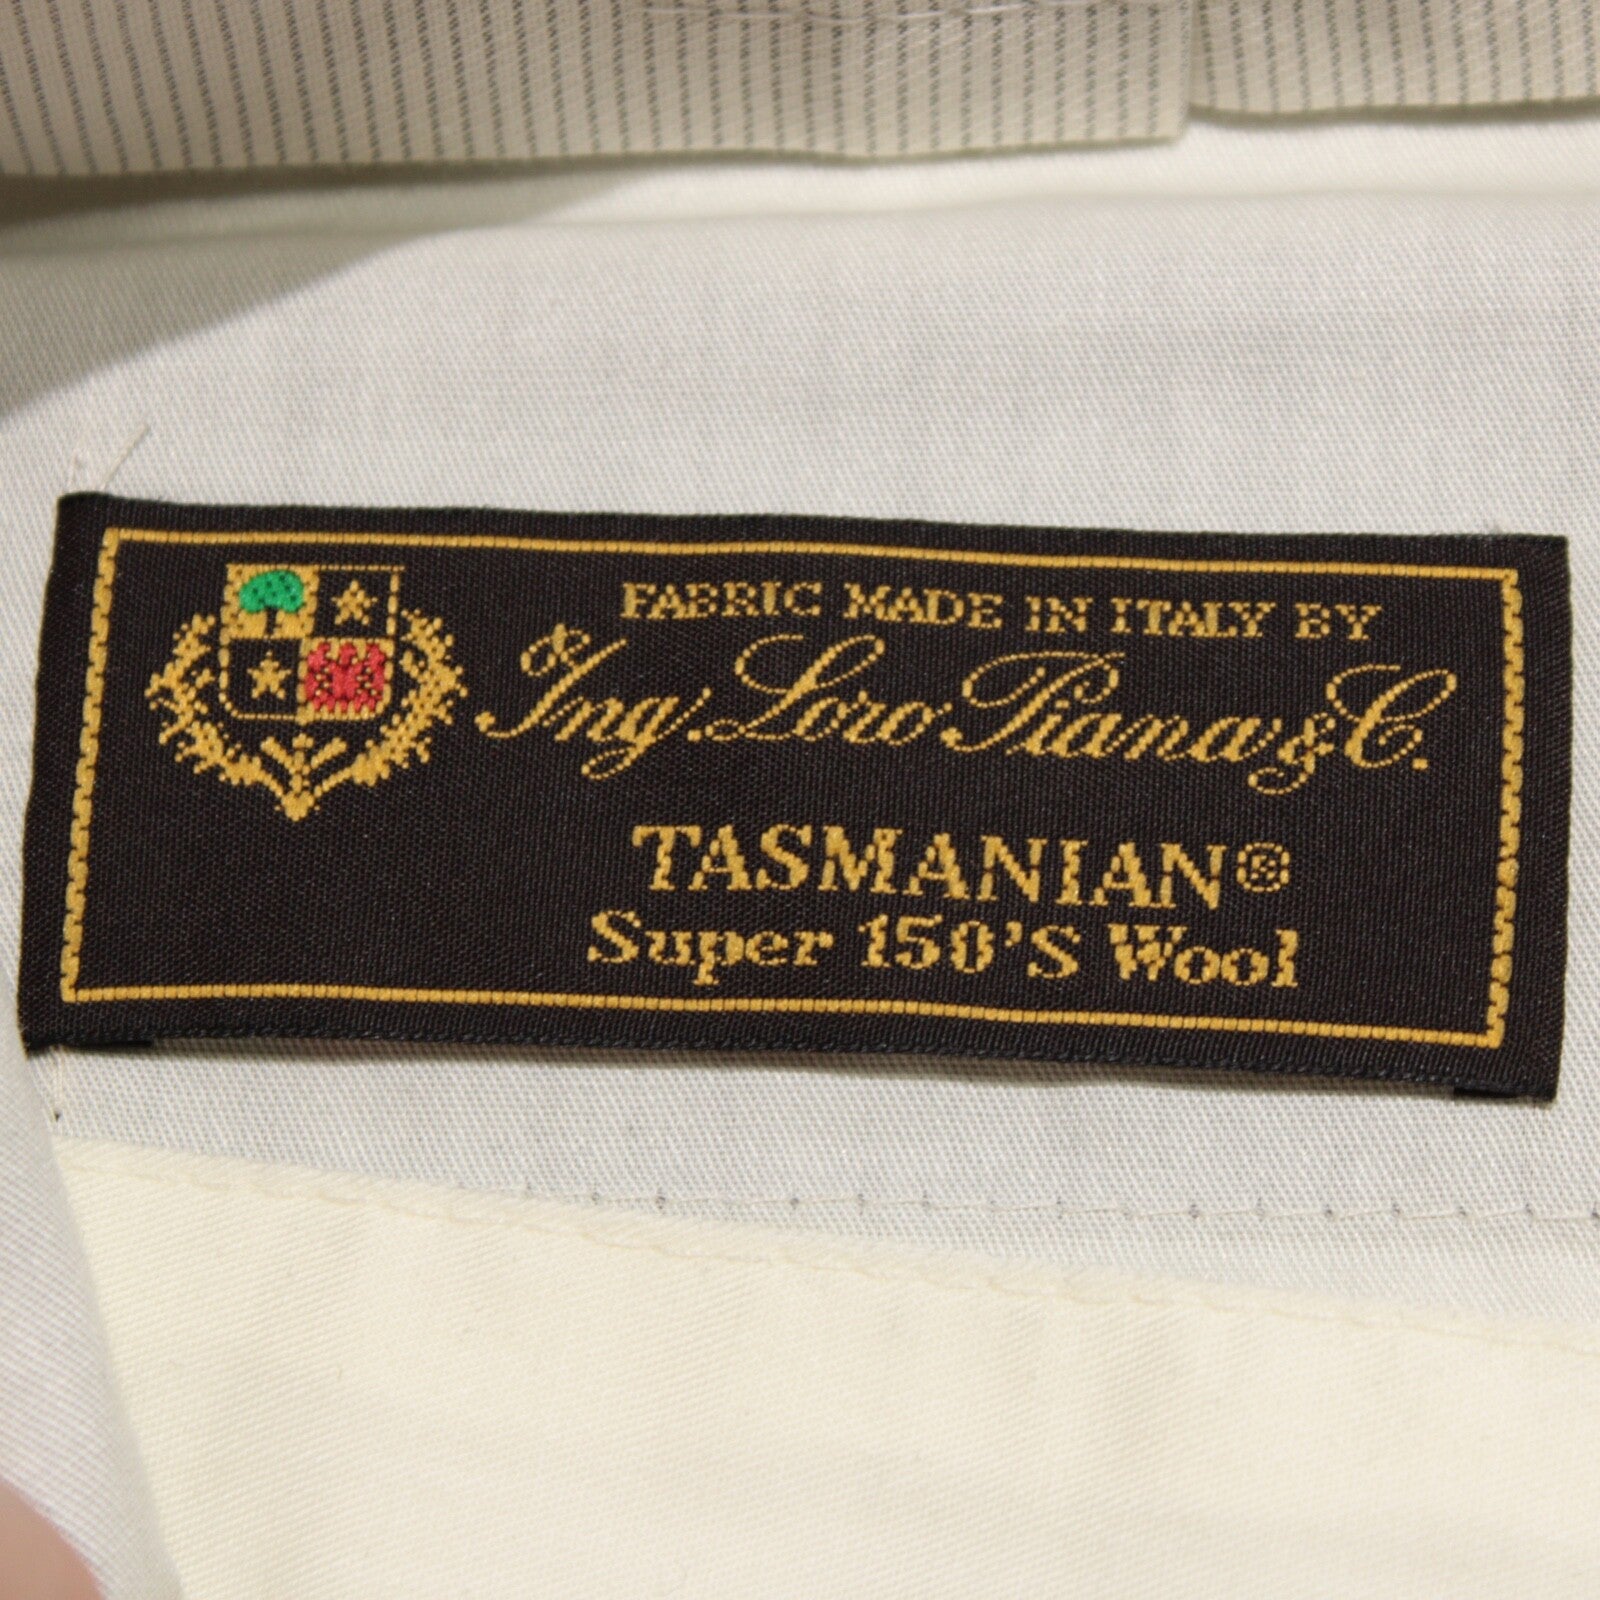 FABRIC MADE IN ITALY BY
Ing. Loro Piana & C.
TASMANIAN®
Super 150'S Wool